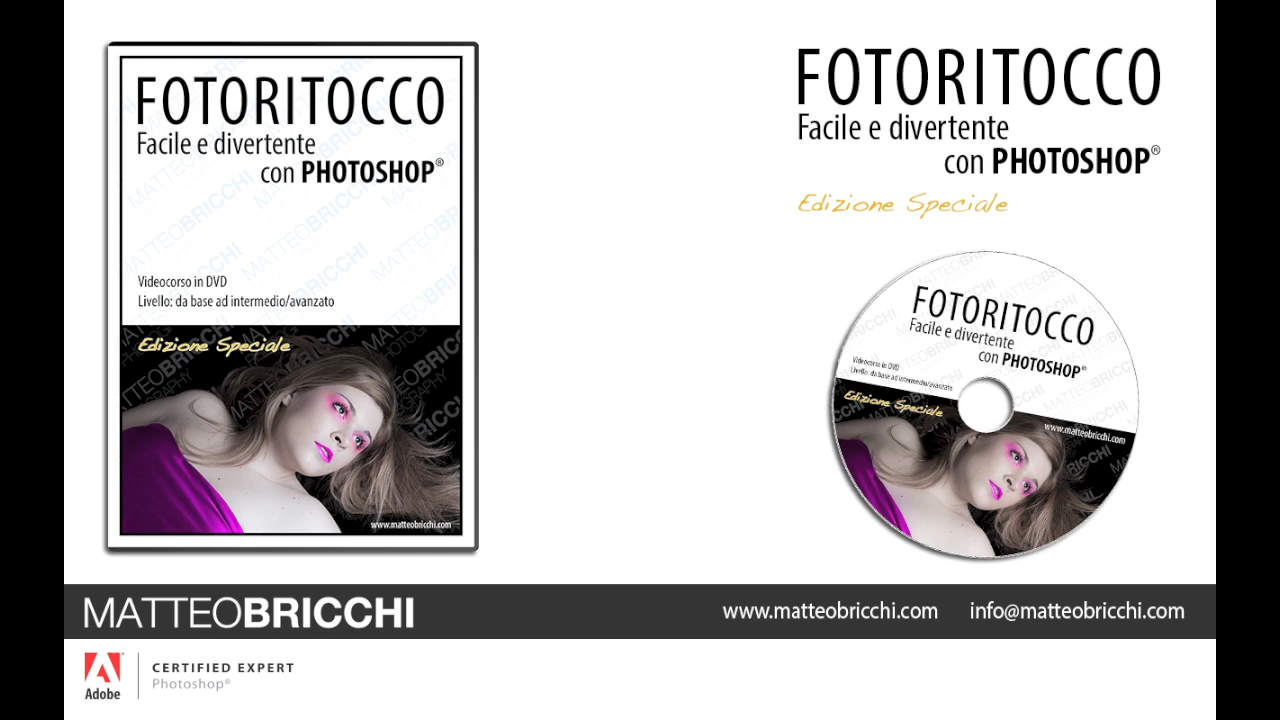 FOTORITOCCO
Facile e divertente
con PHOTOSHOP®
Videocorso in DVD
Livello: da base ad intermedio/avanzato
Edizione Speciale
www.matteobricchi.com
FOTORITOCCO
Facile e divertente
con PHOTOSHOP®
Edizione Speciale
FOTORITOCCO
Facile e divertente
con PHOTOSHOP®
Videocorso in DVD
Livello: da base ad intermedio/avanzato
Edizione Speciale
www.matteobricchi.com
MATTEOBRICCHI
www.matteobricchi.com
info@matteobricchi.com
Adobe
CERTIFIED EXPERT
Photoshop®